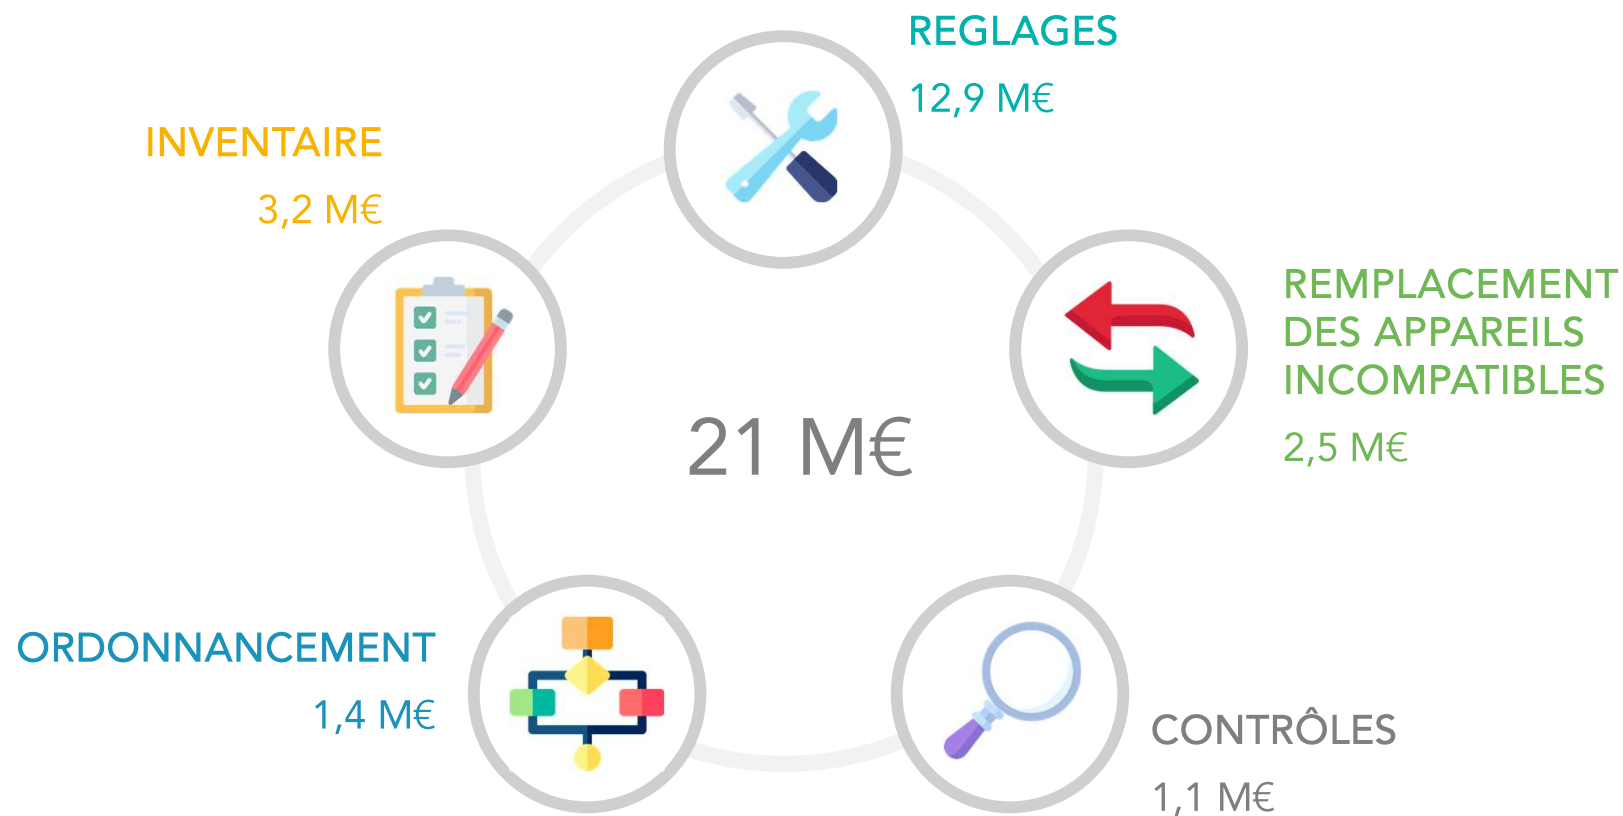 REGLAGES
12,9 M€
INVENTAIRE
3,2 M€
REMPLACEMENT
DES APPAREILS
INCOMPATIBLES
2,5 M€
21 M€
ORDONNANCEMENT
1,4 M€
CONTRÔLES
1,1 M€